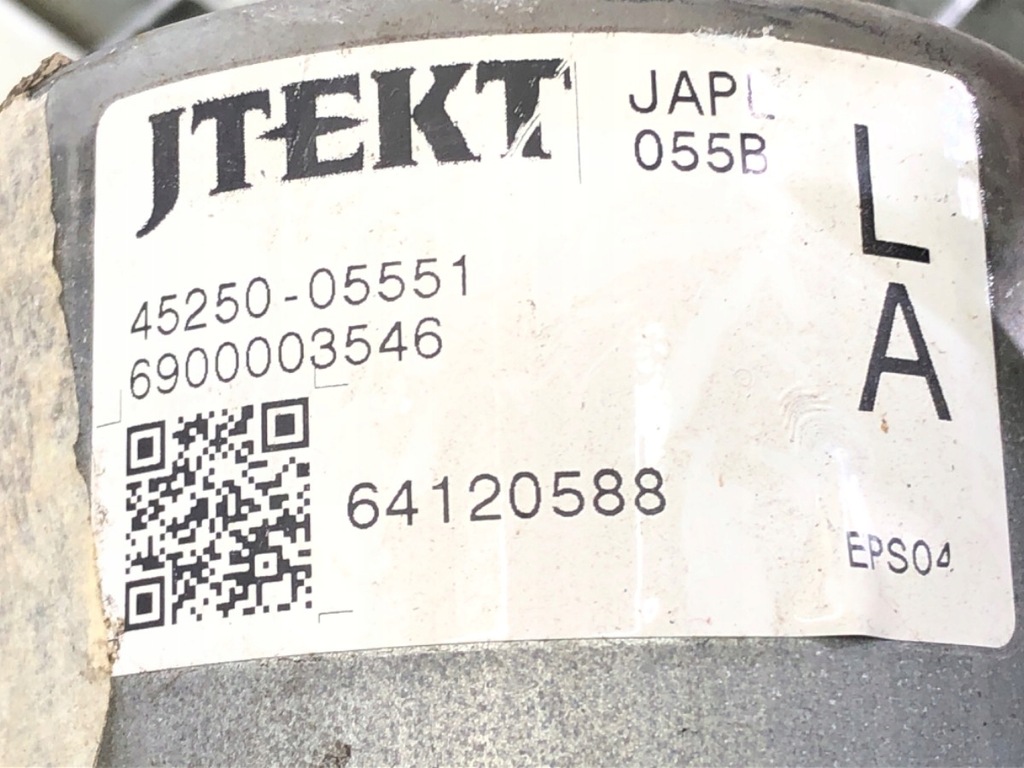 JTEKT
JAPL
055B
L
A
45250-05551
6900003546
64120588
EPS04